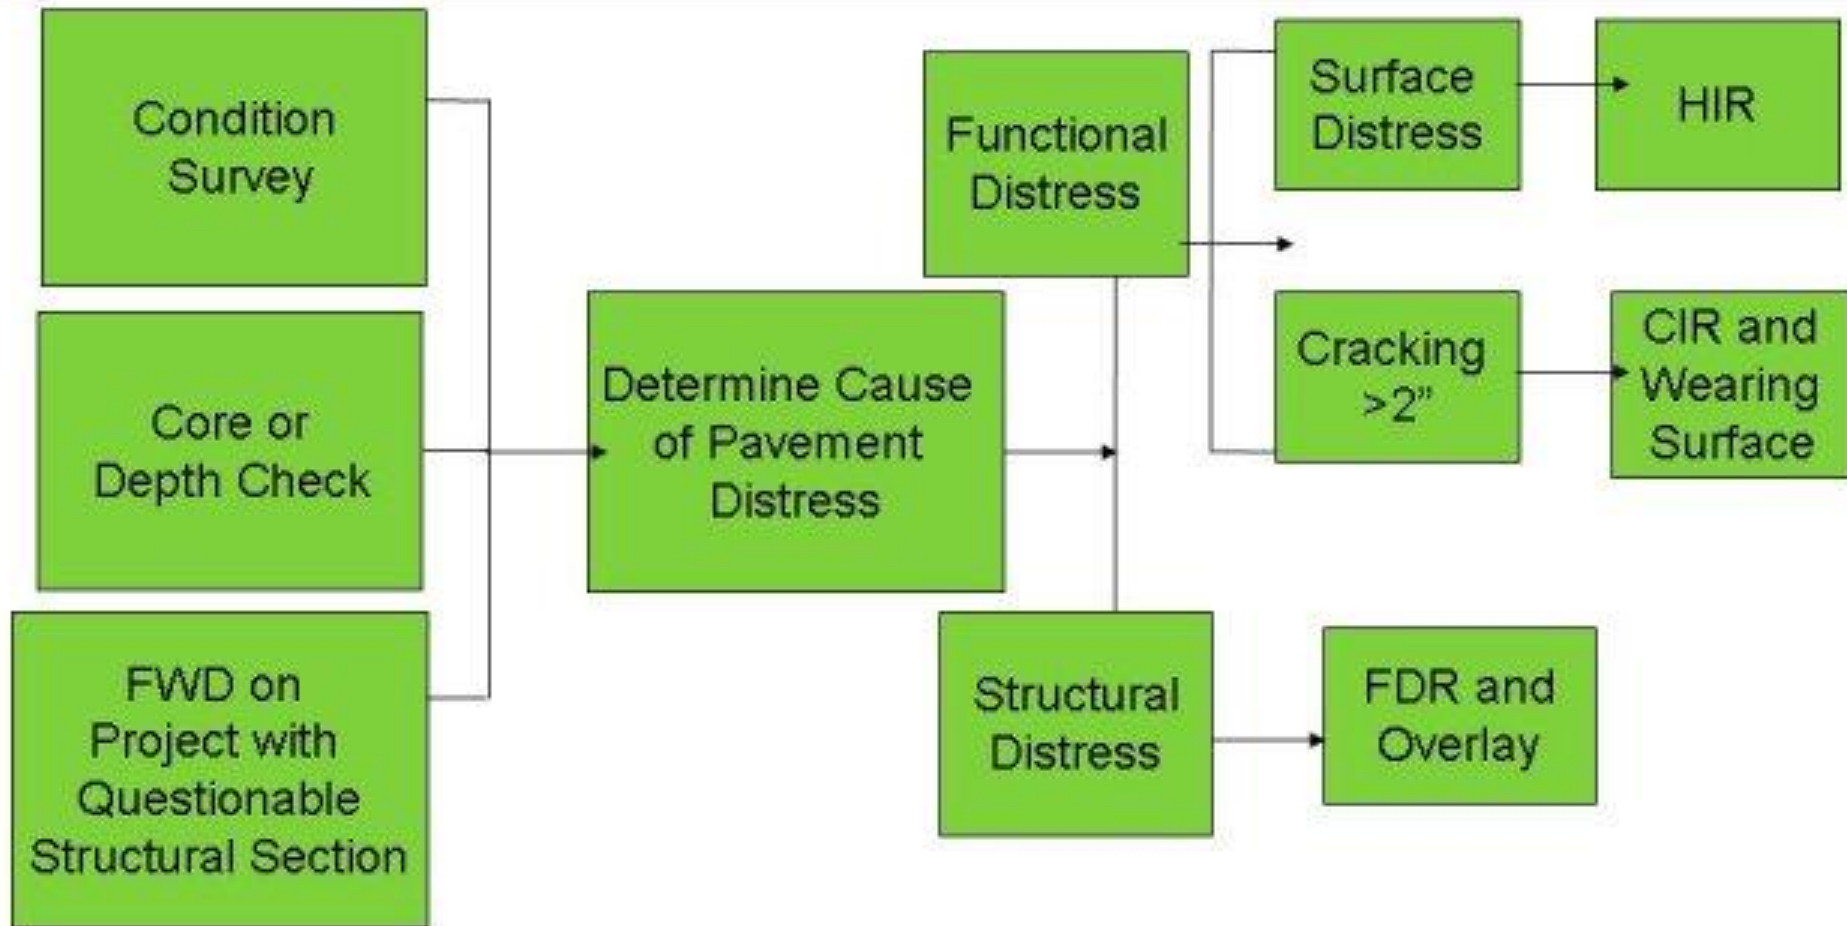 Condition
Survey
Core or
Depth Check
FWD on
Project with
Questionable
Structural Section
Determine Cause
of Pavement
Distress
Functional
Distress
Structural
Distress
Surface
Distress
HIR
Cracking
>2”
CIR and
Wearing
Surface
FDR and
Overlay